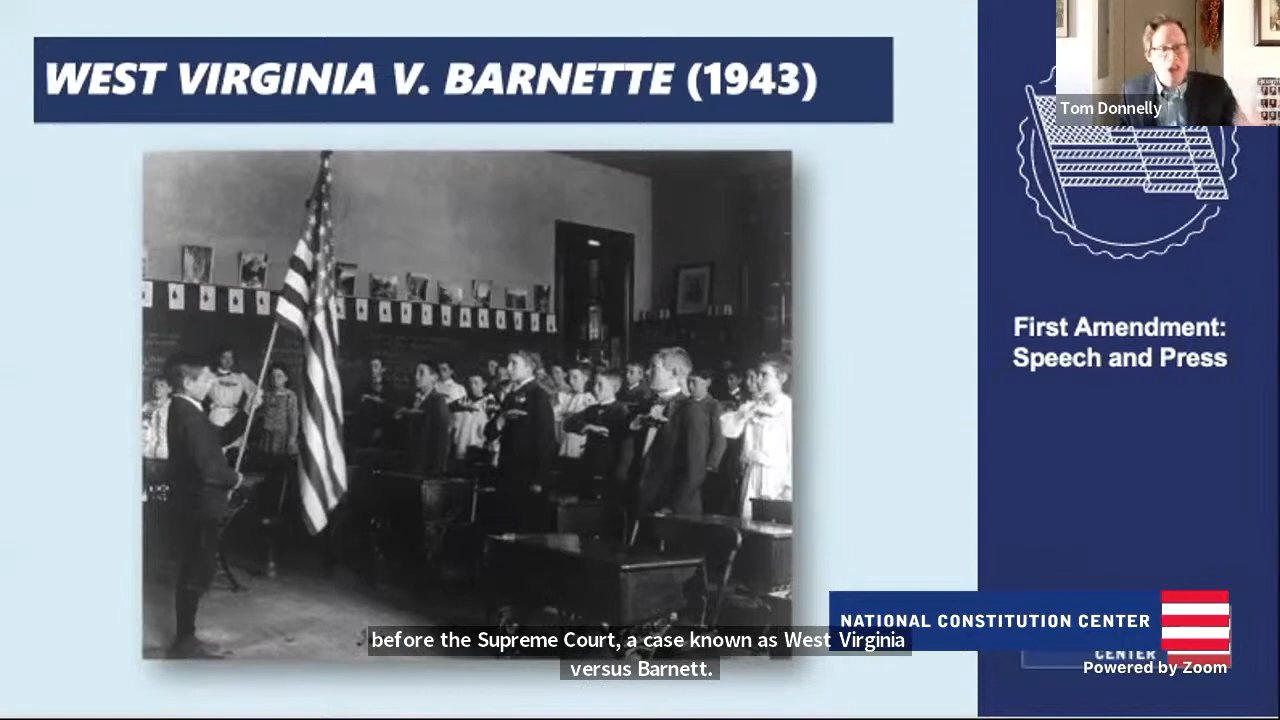 WEST VIRGINIA V. BARNETTE (1943)
Tom Donnelly
First Amendment:
Speech and Press
NATIONAL CONSTITUTION CENTER
CENTER
before the Supreme Court, a case known as West Virginia
versus Barnett.
Powered by Zoom